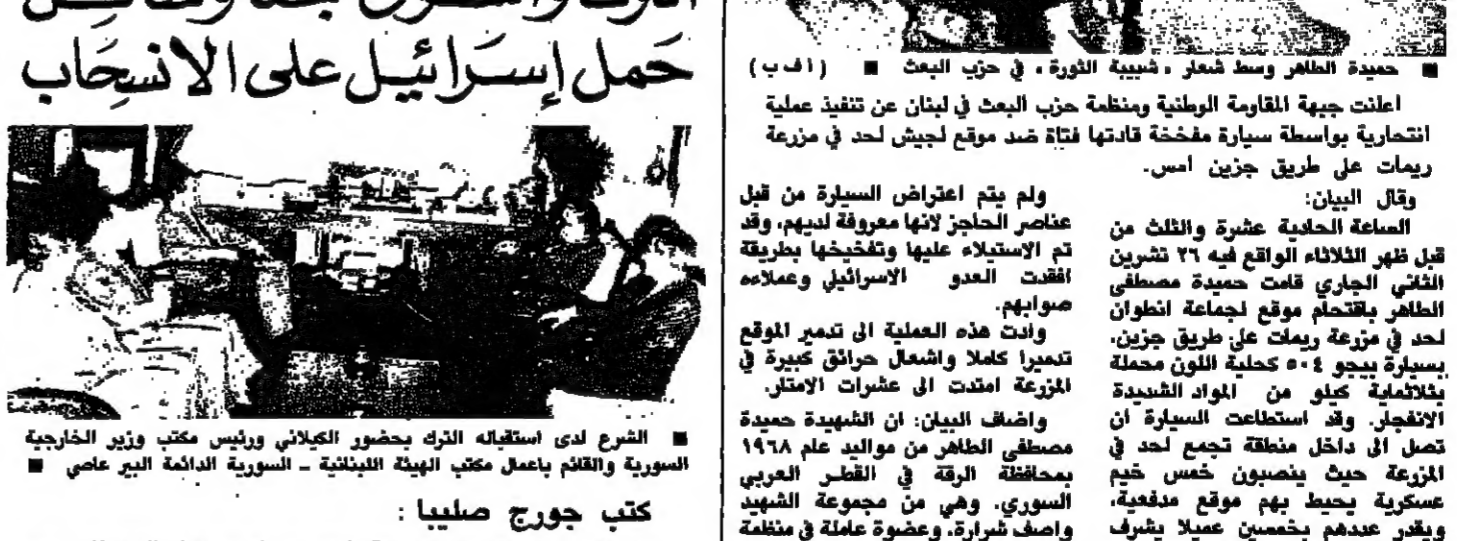 ■ حميدة الطاهر وسط شعار «شبيبة الثورة» في حزب البعث ■ (اف ب)
اعلنت جبهة المقاومة الوطنية ومنظمة حزب البعث في لبنان عن تنفيذ عملية
انتحارية بواسطة سيارة مفخخة قادتها فتاة ضد موقع لجيش لحد في مزرعة
ريمات على طريق جزين امس.
وقال البيان:
الساعة الحادية عشرة والثلث من
قبل ظهر الثلاثاء الواقع فيه ٢٦ تشرين
الثاني الجاري قامت حميدة مصطفى
الطاهر باقتحام موقع لجماعة انطوان
لحد في مزرعة ريمات على طريق جزين،
بسيارة بيجو ٥٠٤ كحلية اللون محملة
بثلاثماية كيلو من المواد الشديدة
الانفجار. وقد استطاعت السيارة ان
تصل الى داخل منطقة تجمع لحد في
المزرعة حيث ينصبون خمس خيم
عسكرية يحيط بهم موقع مدفعية،
ويقدر عددهم بخمسين عميلا يشرف
ولم يتم اعتراض السيارة من قبل
عناصر الحاجز لانها معروفة لديهم، وقد
تم الاستيلاء عليها وتفخيخها بطريقة
افقدت العدو الاسرائيلي وعملاءه
صوابهم.
وادت هذه العملية الى تدمير الموقع
تدميرا كاملا واشعال حرائق كبيرة في
المزرعة امتدت الى عشرات الامتار.
واضاف البيان: ان الشهيدة حميدة
مصطفى الطاهر من مواليد عام ١٩٦٨
بمحافظة الرقة في القطر العربي
السوري. وهي من مجموعة الشهيد
واصف شرارة، وعضوة عاملة في منظمة
حَمل إسرَائيل على الانسِحَاب
■ الشرع لدى استقباله الترك بحضور الكيلاني ورئيس مكتب وزير الخارجية
السورية والقائم باعمال مكتب الهيئة اللبنانية ــ السورية الدائمة البير عاصي ■
كتب جورج صليبا :